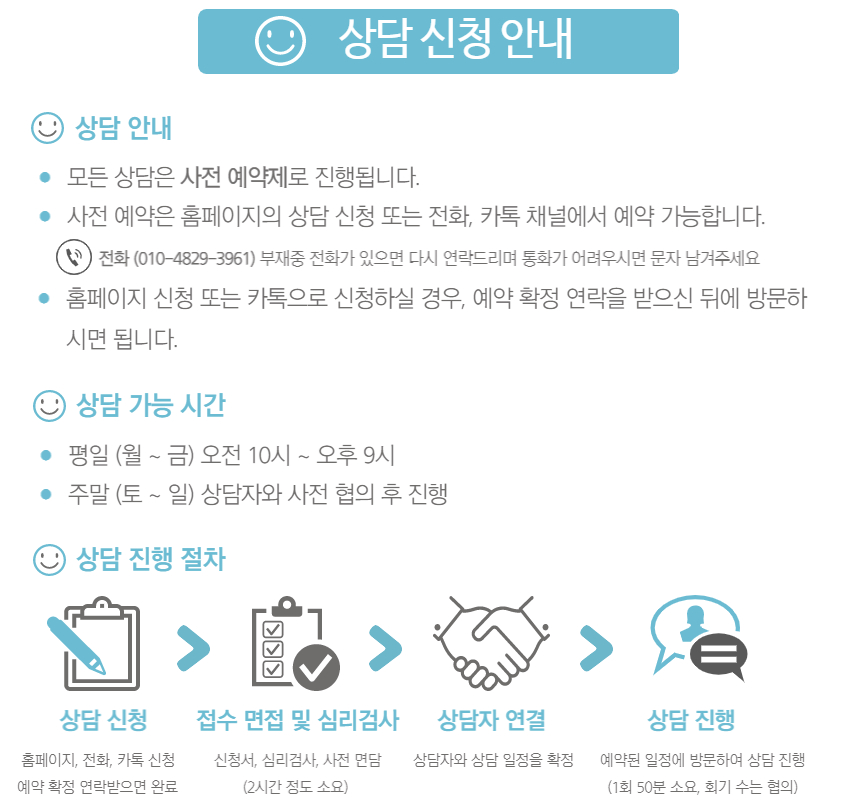 상담 신청 안내
상담 안내
모든 상담은 사전 예약제로 진행됩니다.
사전 예약은 홈페이지의 상담 신청 또는 전화, 카톡 채널에서 예약 가능합니다.
전화 (010-4829-3961) 부재중 전화가 있으면 다시 연락드리며 통화가 어려우시면 문자 남겨주세요
홈페이지 신청 또는 카톡으로 신청하실 경우, 예약 확정 연락을 받으신 뒤에 방문하
시면 됩니다.
상담 가능 시간
평일 (월 ~ 금) 오전 10시 ~ 오후 9시
주말 (토 ~ 일) 상담자와 사전 협의 후 진행
상담 진행 절차
상담 신청
홈페이지, 전화, 카톡 신청
예약 확정 연락받으면 완료
접수 면접 및 심리검사
신청서, 심리검사, 사전 면담
(2시간 정도 소요)
상담자 연결
상담자와 상담 일정을 확정
상담 진행
예약된 일정에 방문하여 상담 진행
(1회 50분 소요, 회기 수는 협의)